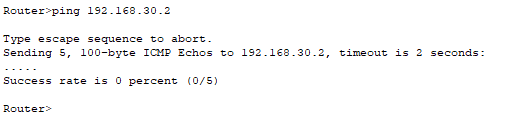 Router>ping 192.168.30.2
Type escape sequence to abort.
Sending 5, 100-byte ICMP Echos to 192.168.30.2, timeout is 2 seconds:
.....
Success rate is 0 percent (0/5)
Router>